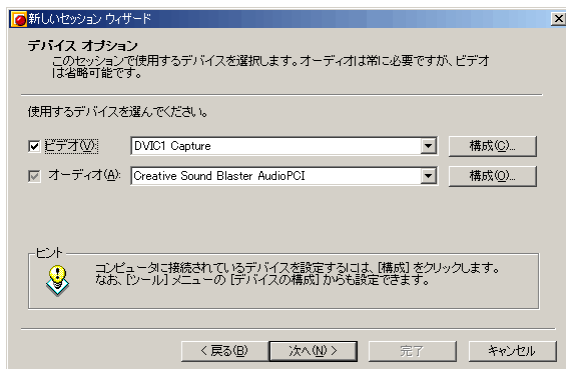 新しいセッション ウィザード
デバイス オプション
このセッションで使用するデバイスを選択します。オーディオは常に必要ですが、ビデオ
は省略可能です。
使用するデバイスを選んでください。
ビデオ(V): DVIC1 Capture 構成(C)...
オーディオ(A): Creative Sound Blaster AudioPCI 構成(O)...
ヒント
コンピュータに接続されているデバイスを設定するには、[構成] をクリックします。
なお、[ツール] メニューの [デバイスの構成] からも設定できます。
< 戻る(B) 次へ(N) > 完了 キャンセル